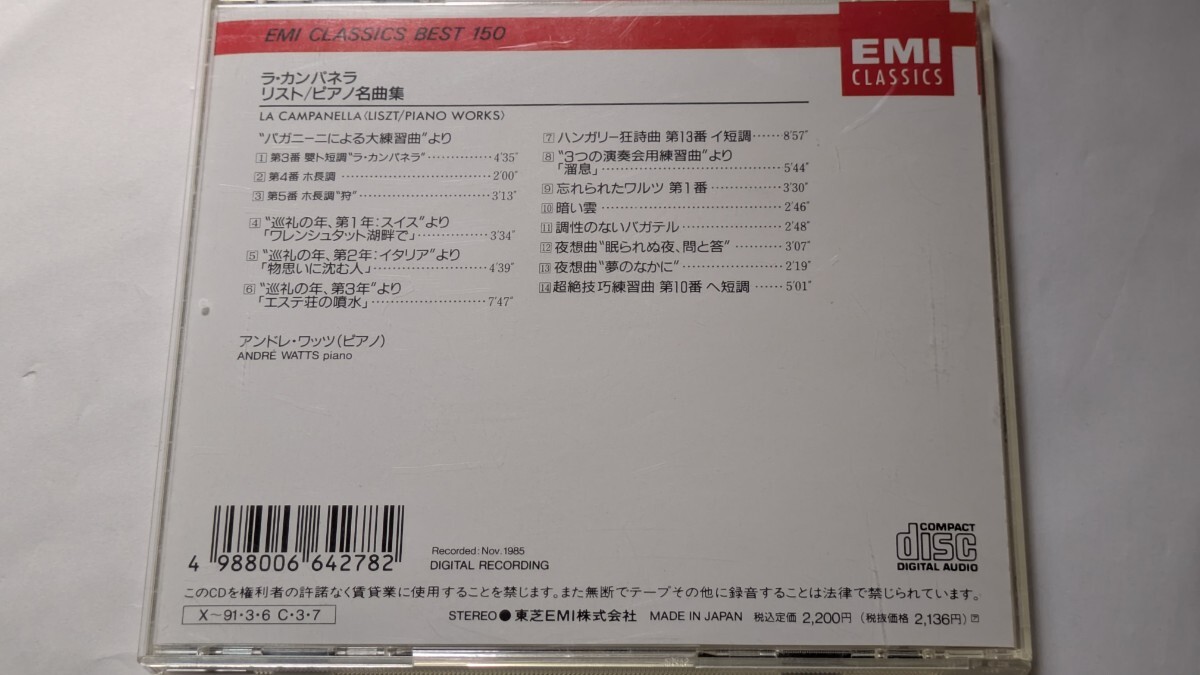 EMI CLASSICS BEST 150
EMI
CLASSICS
ラ・カンパネラ
リスト/ピアノ名曲集
LA CAMPANELLA〈LISZT/PIANO WORKS〉
“パガニーニによる大練習曲”より
1 第3番 嬰ト短調“ラ・カンパネラ” 4'35"
2 第4番 ホ長調 2'00"
3 第5番 ホ長調“狩” 3'13"
4 “巡礼の年、第1年：スイス”より
「ワレンシュタット湖畔で」 3'34"
5 “巡礼の年、第2年：イタリア”より
「物思いに沈む人」 4'39"
6 “巡礼の年、第3年”より
「エステ荘の噴水」 7'47"
アンドレ・ワッツ(ピアノ)
ANDRÉ WATTS piano
7 ハンガリー狂詩曲 第13番 イ短調 8'57"
8 “3つの演奏会用練習曲”より
「溜息」 5'44"
9 忘れられたワルツ 第1番 3'30"
10 暗い雲 2'46"
11 調性のないバガテル 2'48"
12 夜想曲“眠られぬ夜、問と答” 3'07"
13 夜想曲“夢のなかに” 2'19"
14 超絶技巧練習曲 第10番 ヘ短調 5'01"
4 988006 642782
Recorded: Nov. 1985
DIGITAL RECORDING
COMPACT
disc
DIGITAL AUDIO
このCDを権利者の許諾なく賃貸業に使用することを禁じます。また無断でテープその他に録音することは法律で禁じられています。
X〜91・3・6 C・3・7
STEREO ● 東芝EMI株式会社 MADE IN JAPAN 税込定価 2,200円 (税抜価格 2,136円)